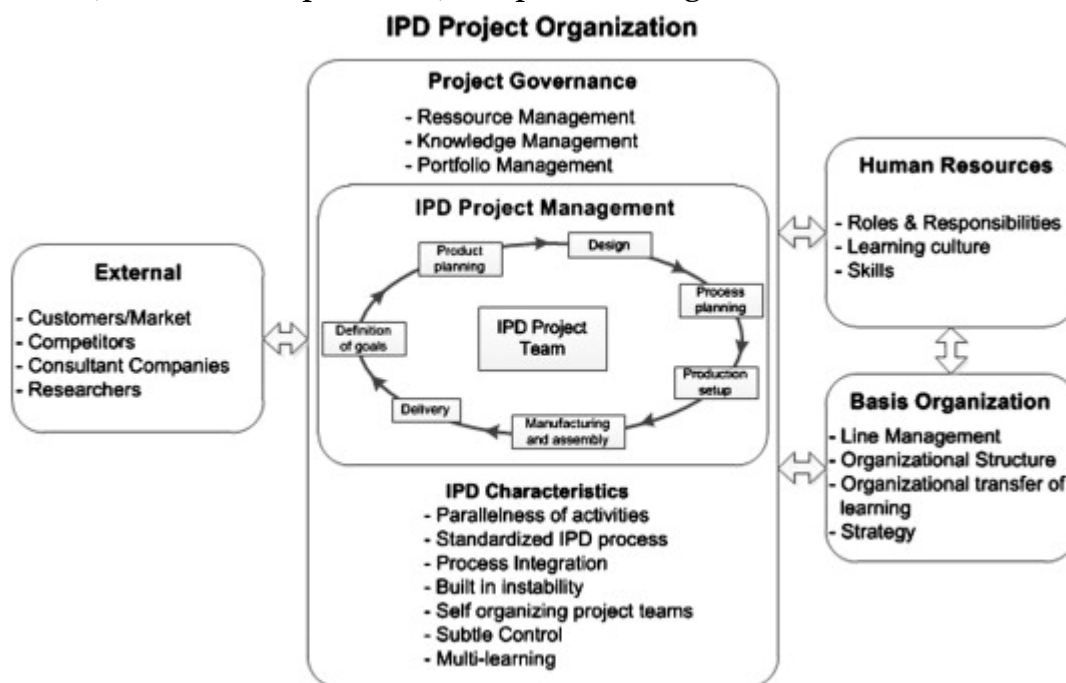 IPD Project Organization
Project Governance
- Ressource Management
- Knowledge Management
- Portfolio Management
IPD Project Management
Product
planning
Design
Process
planning
Production
setup
Manufacturing
and assembly
Delivery
Definition
of goals
IPD Project
Team
IPD Characteristics
- Parallelness of activities
- Standardized IPD process
- Process Integration
- Built in instability
- Self organizing project teams
- Subtle Control
- Multi-learning
External
- Customers/Market
- Competitors
- Consultant Companies
- Researchers
Human Resources
- Roles & Responsibilities
- Learning culture
- Skills
Basis Organization
- Line Management
- Organizational Structure
- Organizational transfer of
learning
- Strategy